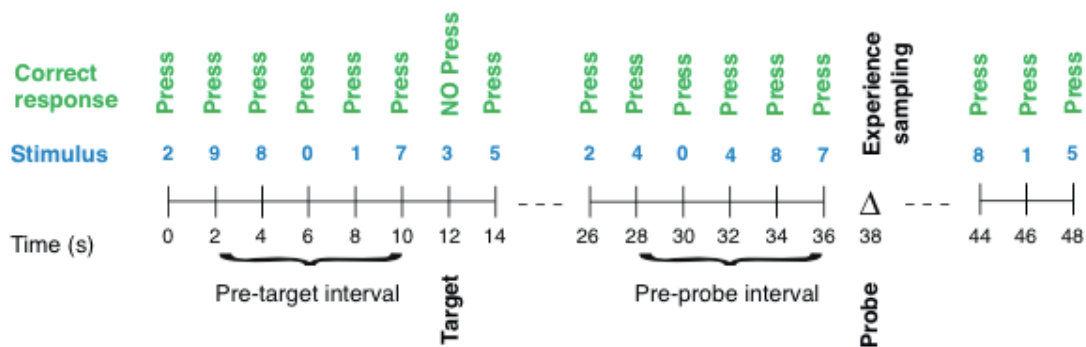 Correct response Press Press Press Press Press Press NO Press Press Press Press Press Press Press Press Experience sampling Press Press Press
Stimulus 2 9 8 0 1 7 3 5 2 4 0 4 8 7 8 1 5
Δ
Time (s) 0 2 4 6 8 10 12 14 26 28 30 32 34 36 38 44 46 48
Pre-target interval Target Pre-probe interval Probe